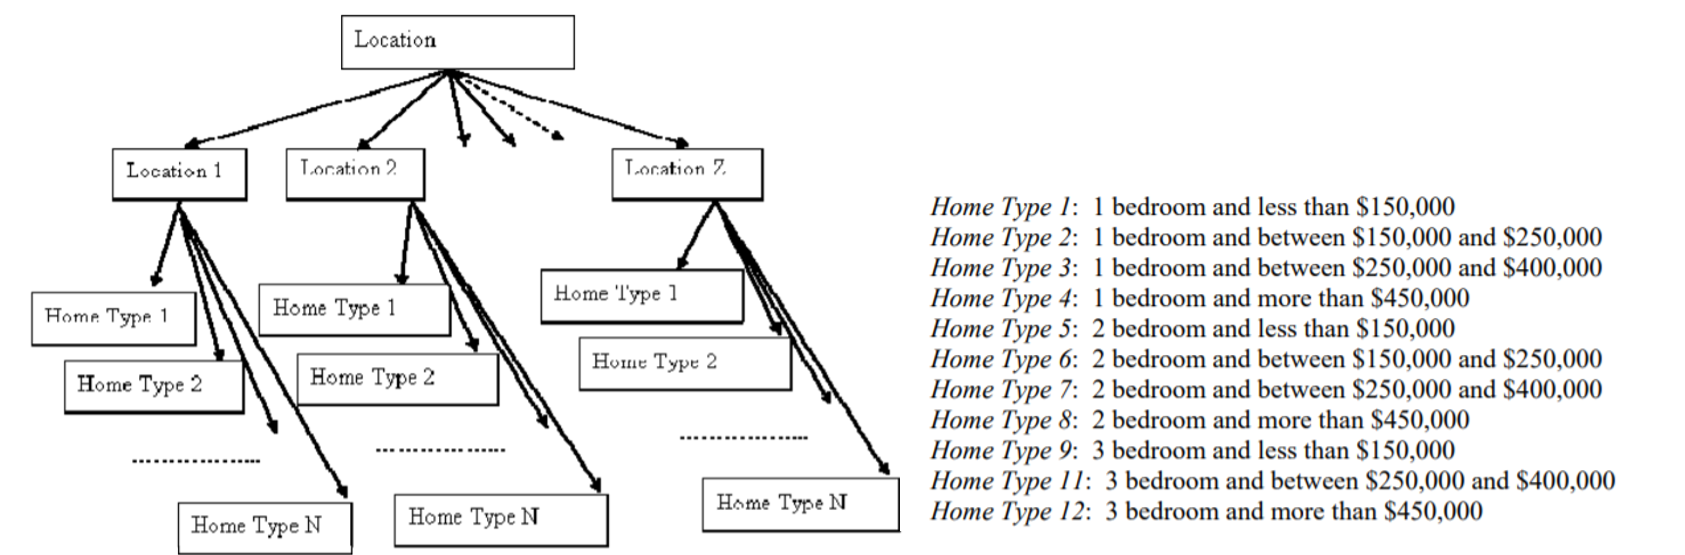 Location
Location 1
Location 2
Location Z
Home Type 1
Home Type 2
Home Type N
Home Type 1
Home Type 2
Home Type N
Home Type 1
Home Type 2
Home Type N
Home Type 1: 1 bedroom and less than $150,000
Home Type 2: 1 bedroom and between $150,000 and $250,000
Home Type 3: 1 bedroom and between $250,000 and $400,000
Home Type 4: 1 bedroom and more than $450,000
Home Type 5: 2 bedroom and less than $150,000
Home Type 6: 2 bedroom and between $150,000 and $250,000
Home Type 7: 2 bedroom and between $250,000 and $400,000
Home Type 8: 2 bedroom and more than $450,000
Home Type 9: 3 bedroom and less than $150,000
Home Type 11: 3 bedroom and between $250,000 and $400,000
Home Type 12: 3 bedroom and more than $450,000